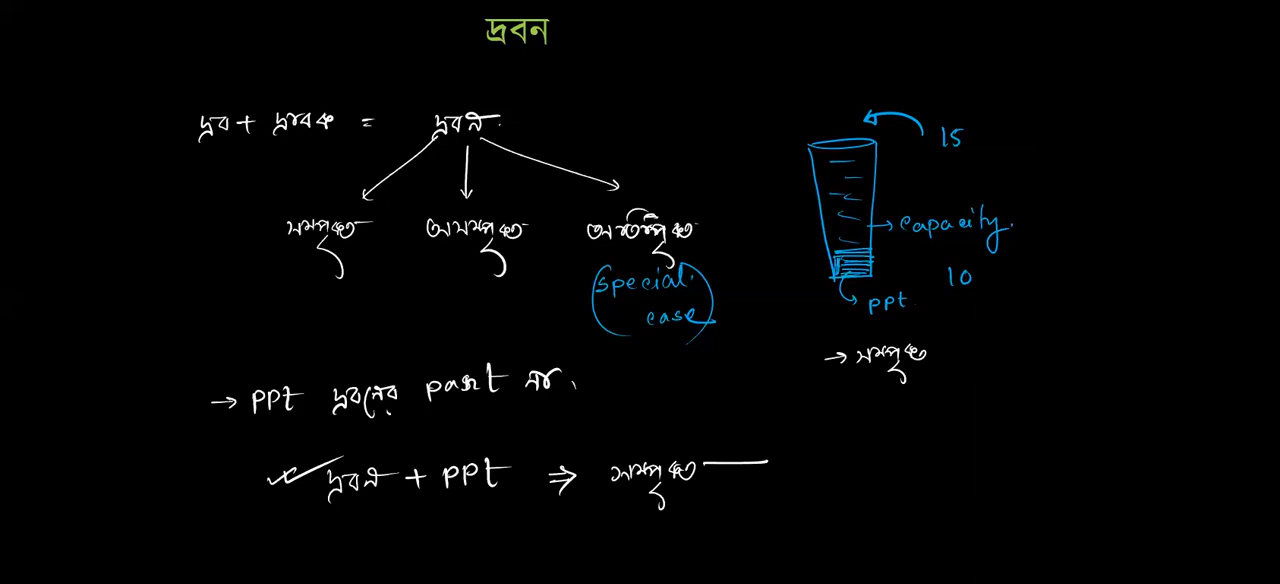 দ্রবন
দ্রব + দ্রাবক = দ্রবন
সম্পৃক্ত অসম্পৃক্ত অতিপৃক্ত
special
case
15
capacity.
10
ppt.
→ সম্পৃক্ত
→ ppt দ্রবনের part নয়
দ্রবন + ppt ⇒ সম্পৃক্ত